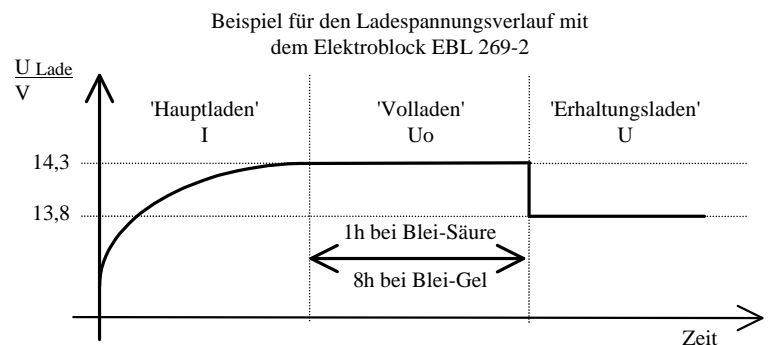 Beispiel für den Ladespannungsverlauf mit
dem Elektroblock EBL 269-2
U Lade
V
'Hauptladen'
I
'Volladen'
Uo
'Erhaltungsladen'
U
14,3
13,8
1h bei Blei-Säure
8h bei Blei-Gel
Zeit